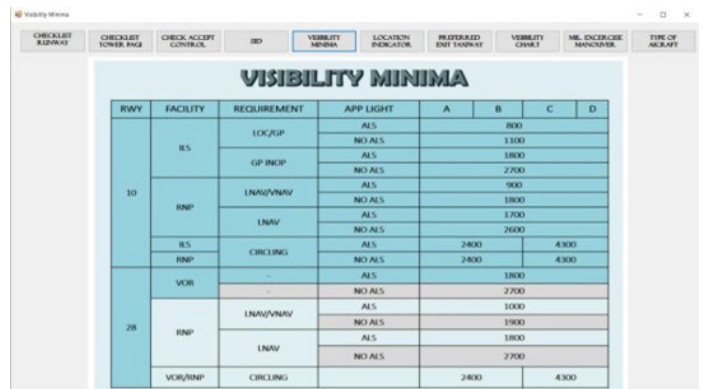 Visibility Minima
CHECKLIST RUNWAY
CHECKLIST TOWER PAGI
CHECK ACCEPT CONTROL
SID
VISIBILITY MINIMA
LOCATION INDICATOR
PREFERRED EXIT TAXIWAY
VISIBILITY CHART
MIL. EXCERCISE MANOUVER
TYPE OF AICRAFT
VISIBILITY MINIMA
RWY FACILITY REQUIREMENT APP LIGHT A B C D
10 ILS LOC/GP ALS 800
NO ALS 1100
GP INOP ALS 1800
NO ALS 2700
RNP LNAV/VNAV ALS 900
NO ALS 1800
LNAV ALS 1700
NO ALS 2600
ILS CIRCLING ALS 2400 4300
RNP NO ALS 2400 4300
28 VOR - ALS 1800
- NO ALS 2700
RNP LNAV/VNAV ALS 1000
NO ALS 1900
LNAV ALS 1800
NO ALS 2700
VOR/RNP CIRCLING 2400 4300